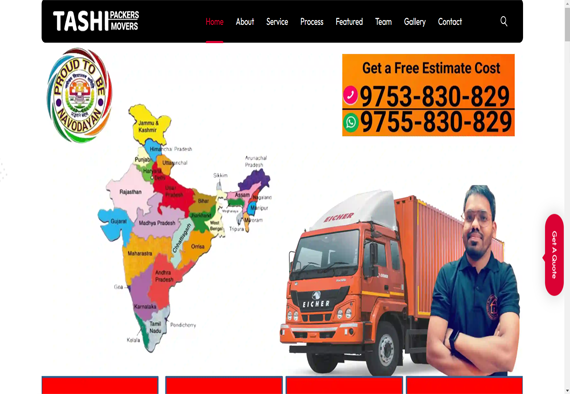 TASHI PACKERS
MOVERS
Home About Service Process Featured Team Gallery Contact
PROUD TO BE
NAVODAYAN
Get a Free Estimate Cost
9753-830-829
9755-830-829
Jammu &
Kashmir
Himanchal Pradesh
Punjab
Uttaranchal
Haryana
Rajasthan
Uttar
Pradesh
Sikkim
Arunachal
Pradesh
Assam
Nagaland
Manipur
Mizoram
Tripura
Bihar
Jharkhand
West
Bengal
Gujarat
Madhya Pradesh
Chhattisgarh
Orissa
Maharastra
Andhra
Pradesh
Goa
Karnataka
Tamil
Nadu
Pondicherry
Kerala
EICHER
EICHER
Get A Quote